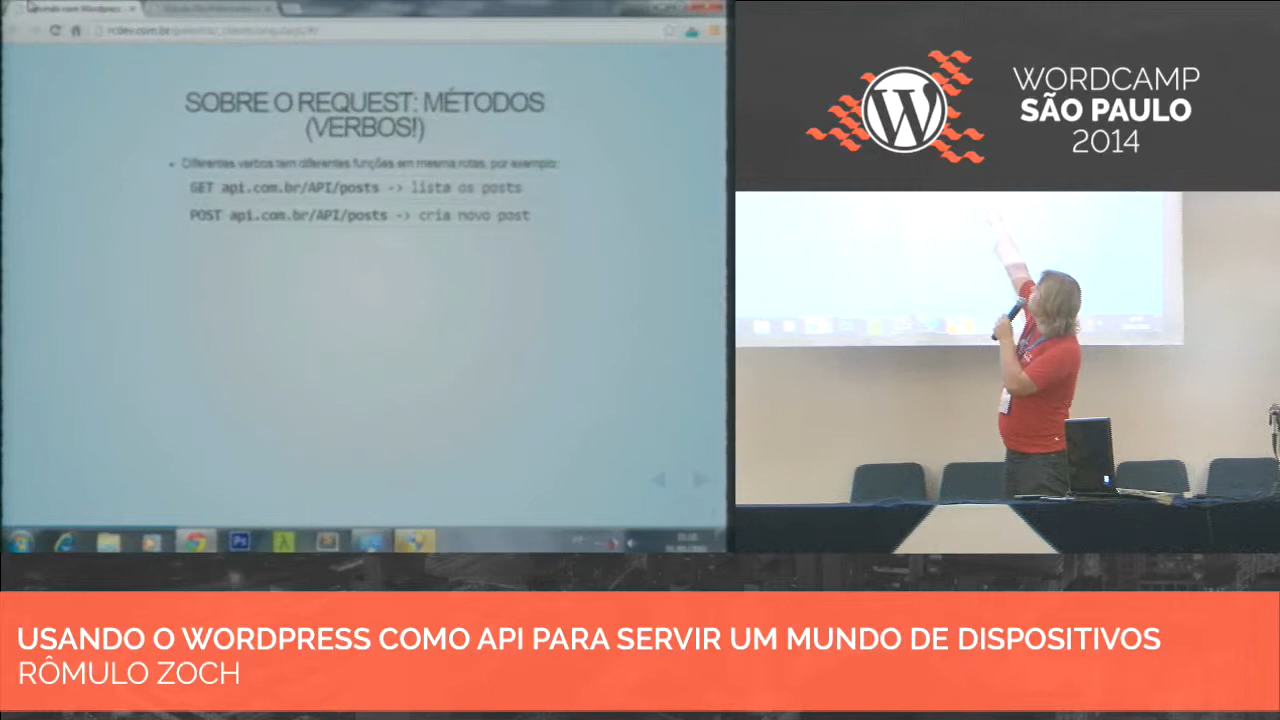 SOBRE O REQUEST: MÉTODOS
(VERBOS!)
Diferentes verbos tem diferentes funções em mesma rotas, por exemplo:
GET api.com.br/API/posts -> lista os posts
POST api.com.br/API/posts -> cria novo post
Ps
WORDCAMP
SÃO PAULO
2014
USANDO O WORDPRESS COMO API PARA SERVIR UM MUNDO DE DISPOSITIVOS
RÔMULO ZOCH